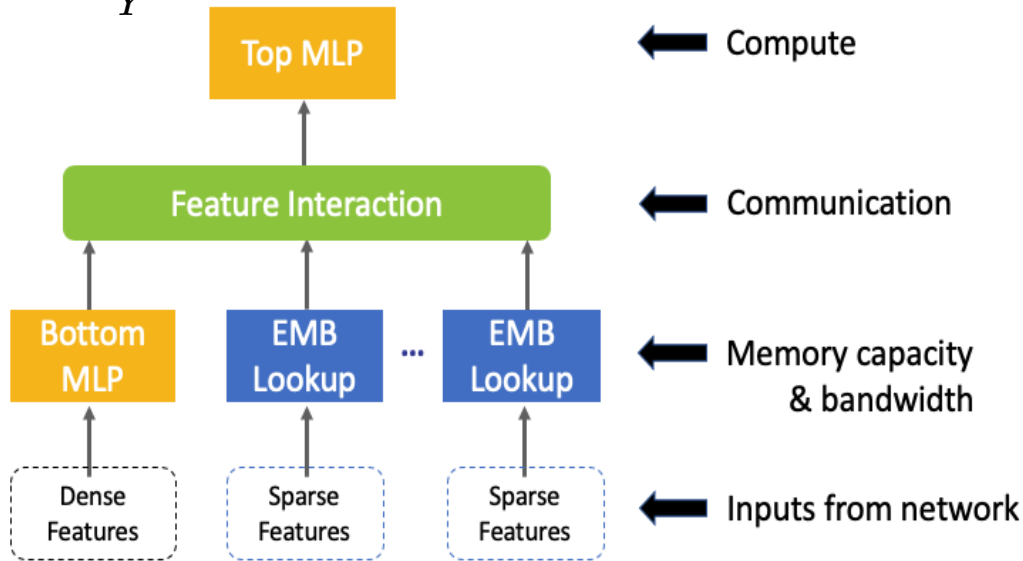 Y
Top MLP
Compute
Feature Interaction
Communication
Bottom
MLP
EMB
Lookup
...
EMB
Lookup
Memory capacity
& bandwidth
Dense
Features
Sparse
Features
Sparse
Features
Inputs from network